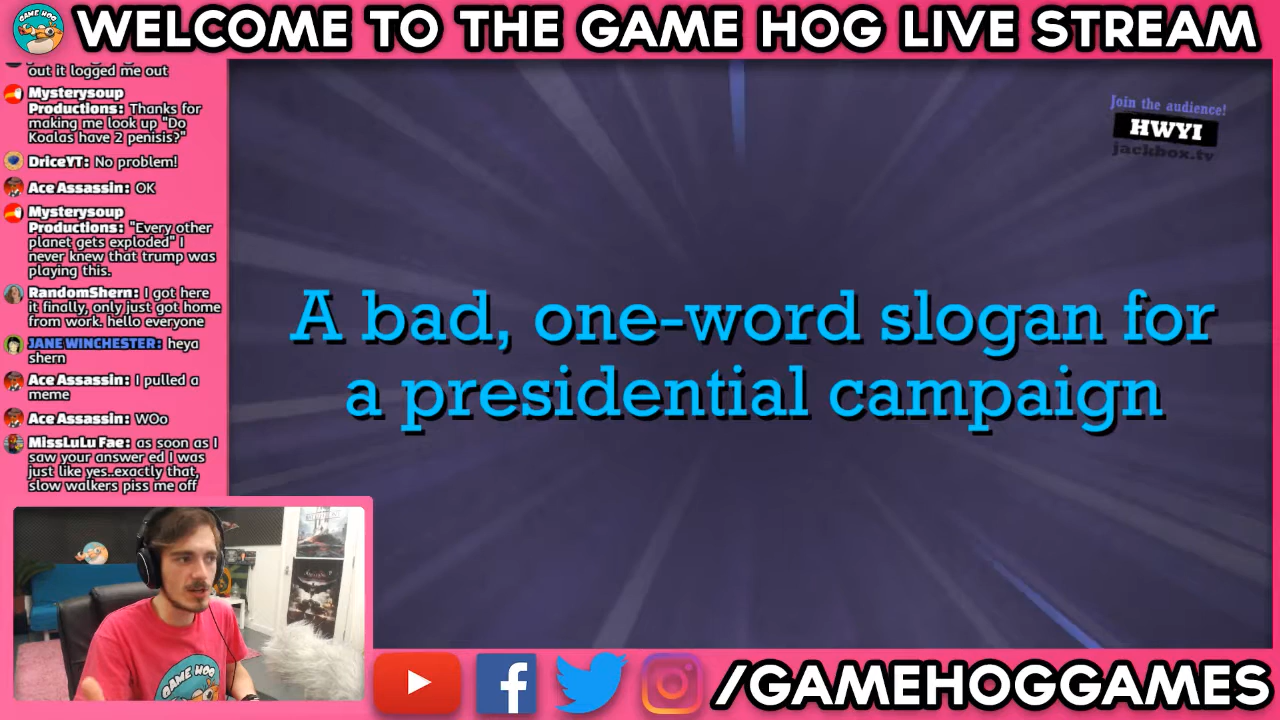 WELCOME TO THE GAME HOG LIVE STREAM
out it logged me out
Mysterysoup
Productions: Thanks for
making me look up "Do
Koalas have 2 penisis?"
DriceYT: No problem!
Ace Assassin: OK
Mysterysoup
Productions: "Every other
planet gets exploded" I
never knew that trump was
playing this.
RandomShern: I got here
it finally, only just got home
from work. hello everyone
JANE WINCHESTER: heya
shern
Ace Assassin: I pulled a
meme
Ace Assassin: WOo
MissLuLu Fae: as soon as I
saw your answer ed I was
just like yes..exactly that,
slow walkers piss me off
Join the audience!
HWYI
jackbox.tv
A bad, one-word slogan for
a presidential campaign
GAME HOG
/GAMEHOGGAMES